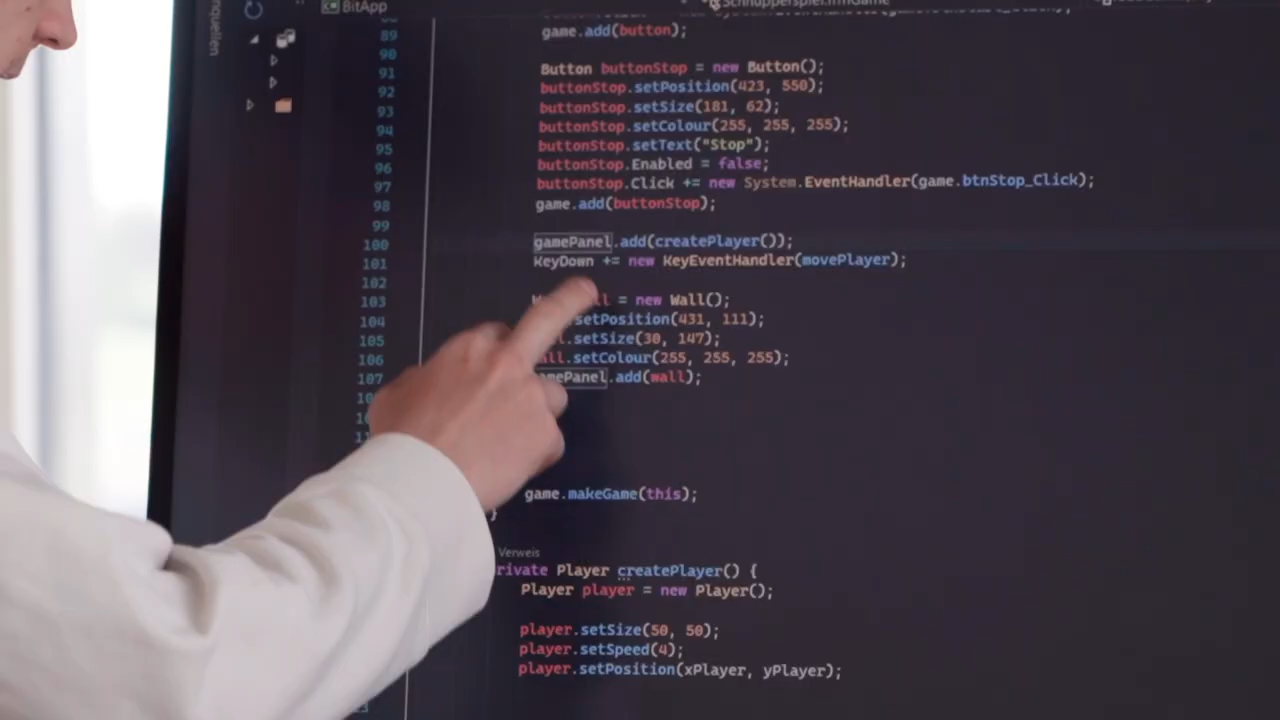 BitApp
89 game.add(button);
90
91 Button buttonStop = new Button();
92 buttonStop.setPosition(423, 550);
93 buttonStop.setSize(181, 62);
94 buttonStop.setColour(255, 255, 255);
95 buttonStop.setText("Stop");
96 buttonStop.Enabled = false;
97 buttonStop.Click += new System.EventHandler(game.btnStop_Click);
98 game.add(buttonStop);
99
100 gamePanel.add(createPlayer());
101 KeyDown += new KeyEventHandler(movePlayer);
102
103 = new Wall();
104 .setPosition(431, 111);
105 .setSize(30, 147);
106 .setColour(255, 255, 255);
107 .add(wall);
game.makeGame(this);
}
Verweis
rivate Player createPlayer() {
Player player = new Player();
player.setSize(50, 50);
player.setSpeed(4);
player.setPosition(xPlayer, yPlayer);